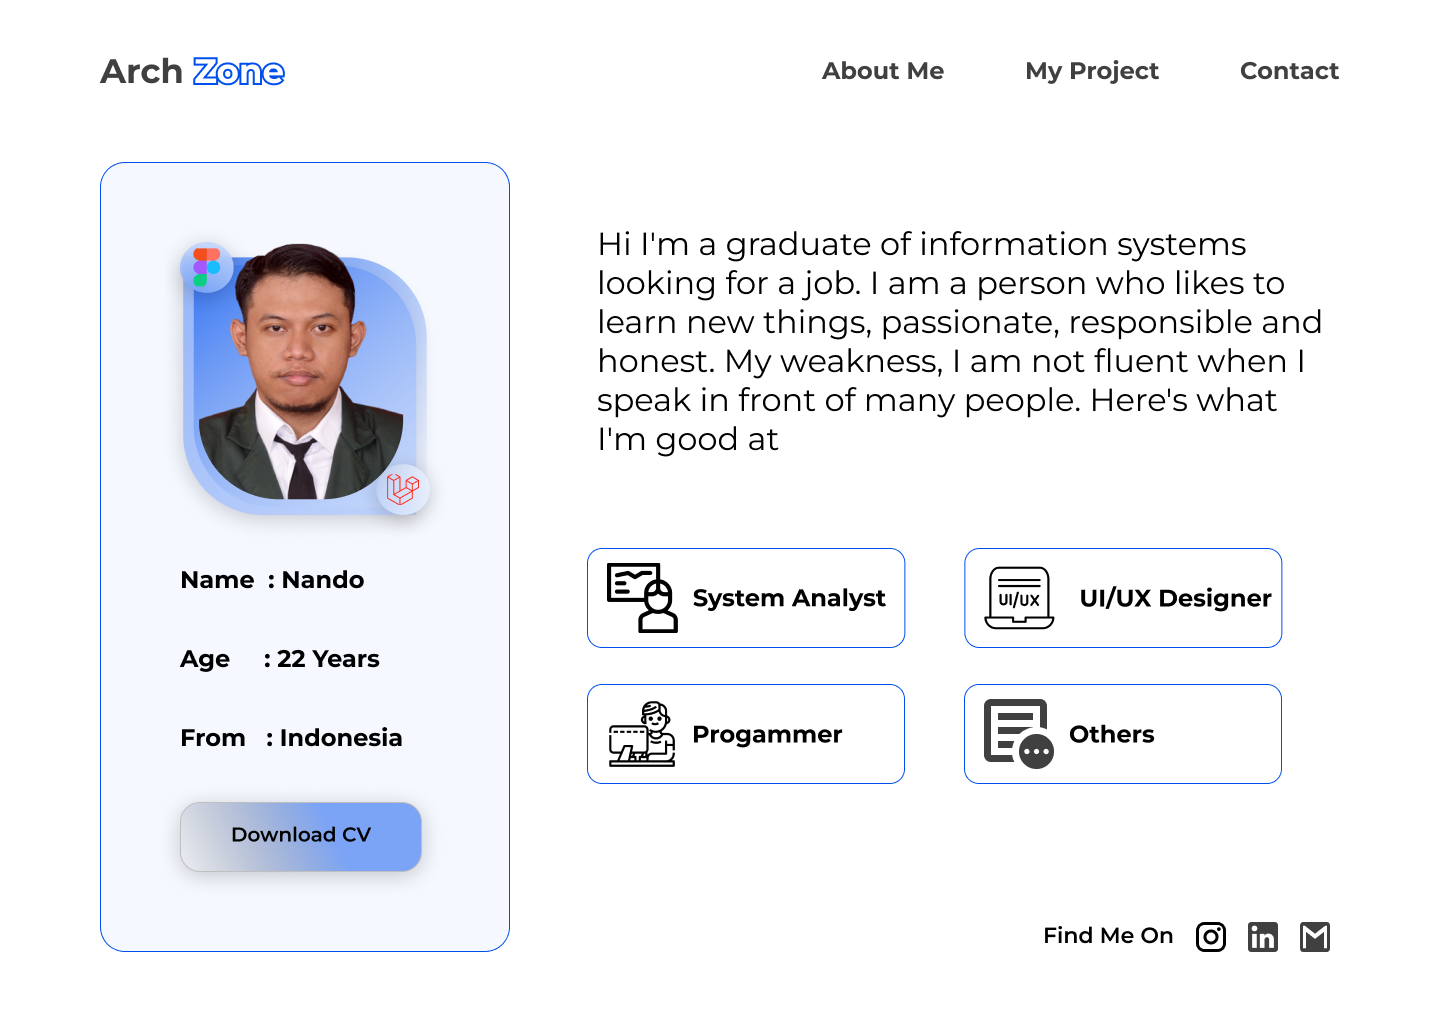 Arch Zone
About Me
My Project
Contact
Name : Nando
Age : 22 Years
From : Indonesia
Download CV
Hi I'm a graduate of information systems
looking for a job. I am a person who likes to
learn new things, passionate, responsible and
honest. My weakness, I am not fluent when I
speak in front of many people. Here's what
I'm good at
System Analyst
UI/UX
UI/UX Designer
Progammer
Others
Find Me On